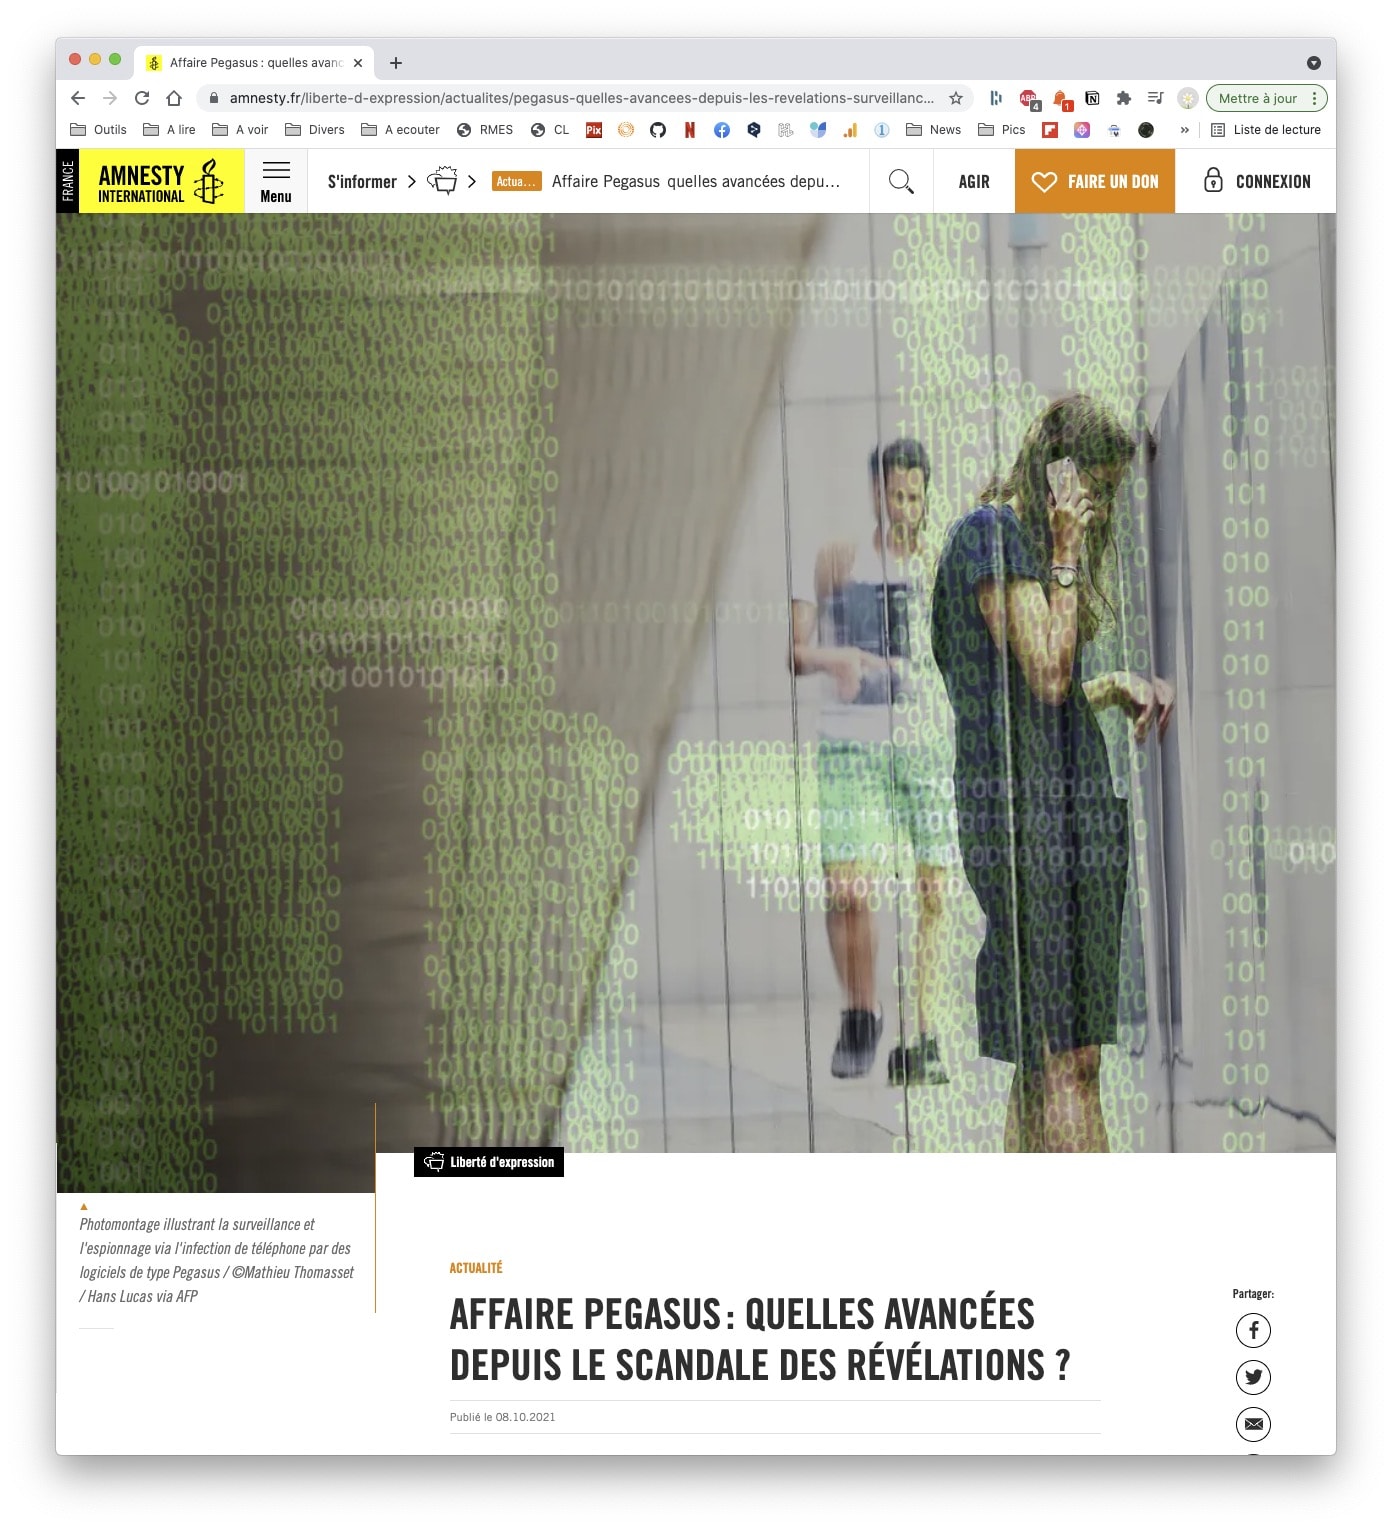 Affaire Pegasus : quelles avanc
amnesty.fr/liberte-d-expression/actualites/pegasus-quelles-avancees-depuis-les-revelations-surveillanc...
4
1
Mettre à jour
Outils
A lire
A voir
Divers
A ecouter
RMES
CL
Pix
News
Pics
»
Liste de lecture
FRANCE
AMNESTY
INTERNATIONAL
Menu
S'informer
Actua...
Affaire Pegasus quelles avancées depu...
AGIR
FAIRE UN DON
CONNEXION
Liberté d'expression
Photomontage illustrant la surveillance et
l'espionnage via l'infection de téléphone par des
logiciels de type Pegasus / ©Mathieu Thomasset
/ Hans Lucas via AFP
ACTUALITÉ
AFFAIRE PEGASUS : QUELLES AVANCÉES
DEPUIS LE SCANDALE DES RÉVÉLATIONS ?
Publié le 08.10.2021
Partager: